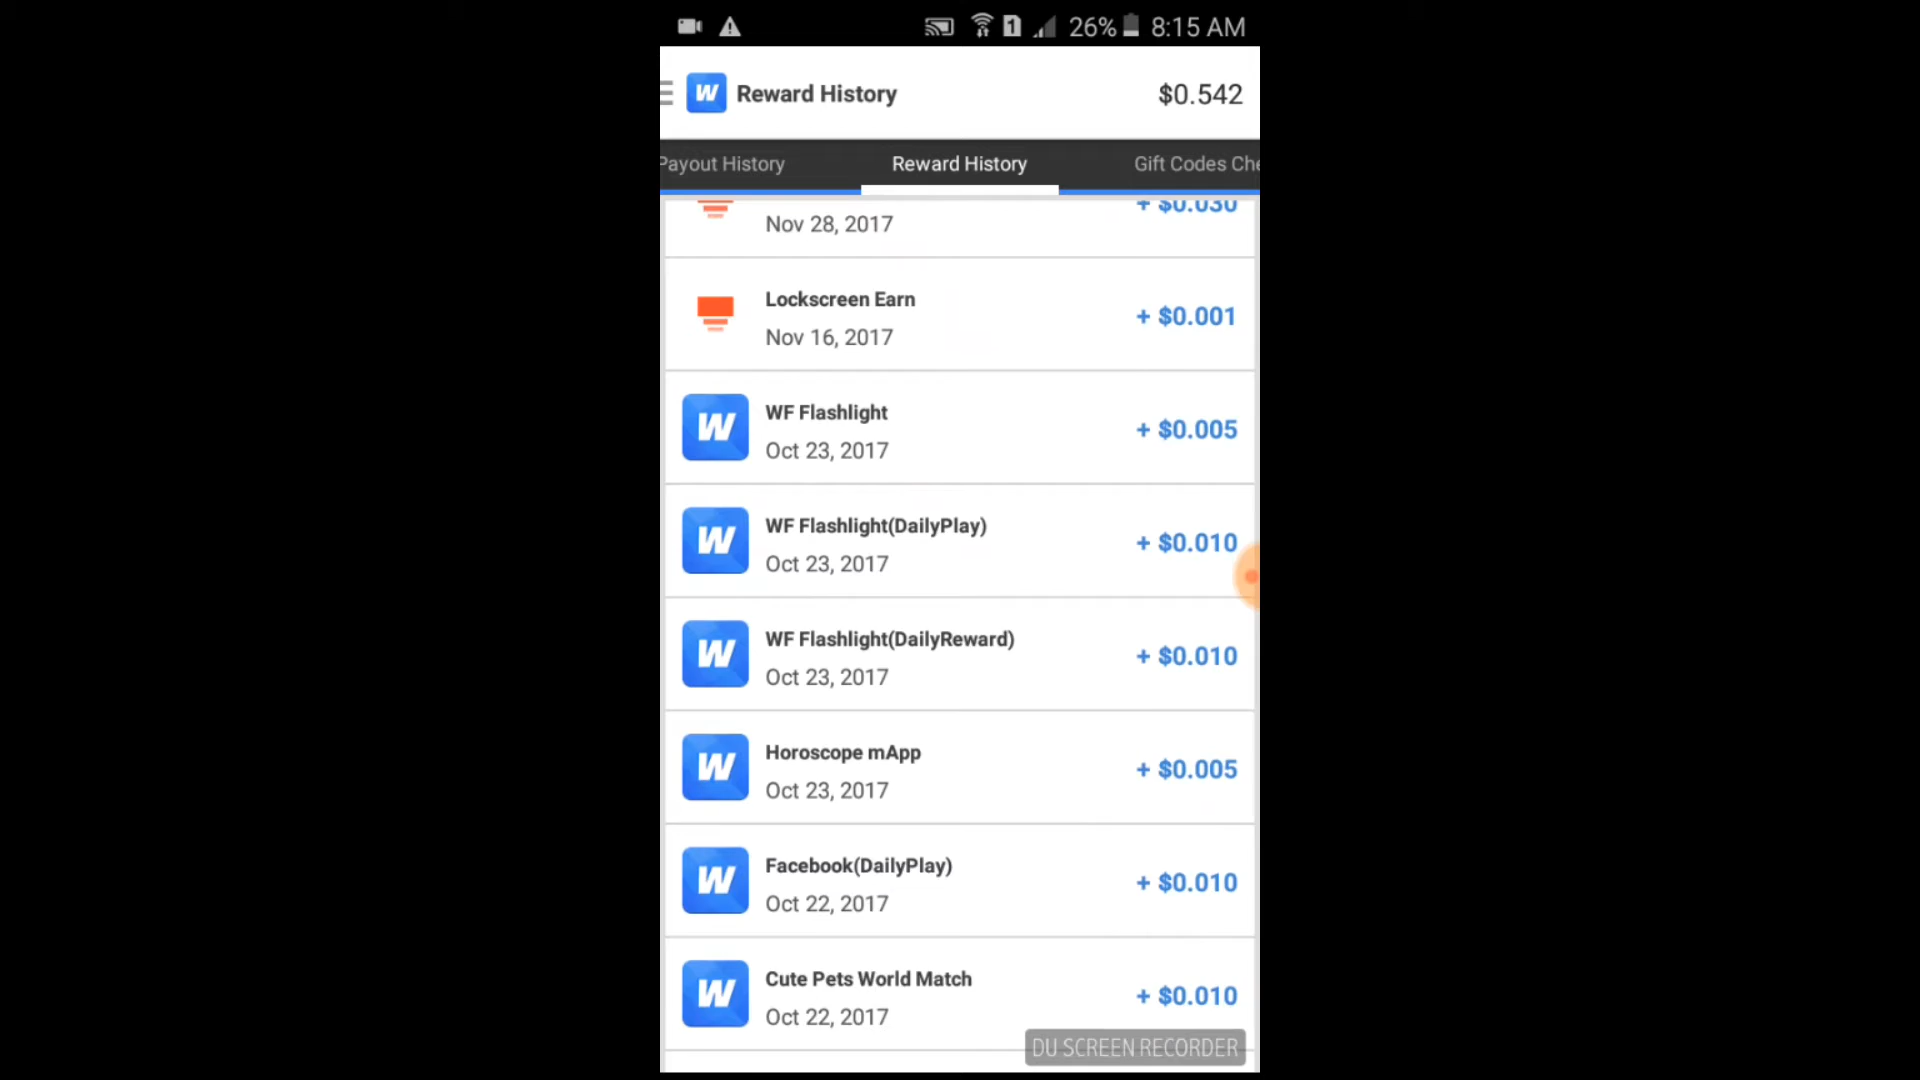 1 26% 8:15 AM
W Reward History $0.542
Payout History Reward History Gift Codes Che
+ $0.030
Nov 28, 2017
Lockscreen Earn
+ $0.001
Nov 16, 2017
W WF Flashlight
+ $0.005
Oct 23, 2017
W WF Flashlight(DailyPlay)
+ $0.010
Oct 23, 2017
W WF Flashlight(DailyReward)
+ $0.010
Oct 23, 2017
W Horoscope mApp
+ $0.005
Oct 23, 2017
W Facebook(DailyPlay)
+ $0.010
Oct 22, 2017
W Cute Pets World Match
+ $0.010
Oct 22, 2017
DU SCREEN RECORDER